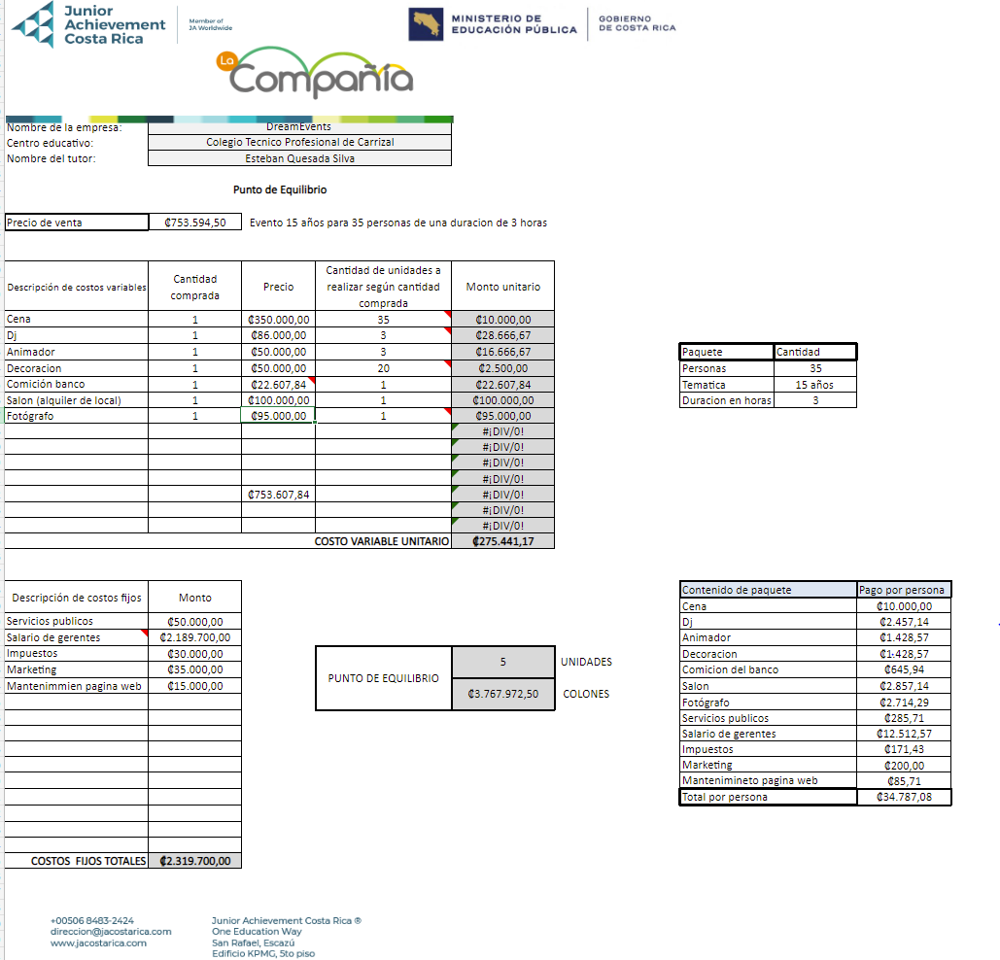 Junior
Achievement
Costa Rica
Member of
JA Worldwide
MINISTERIO DE
EDUCACIÓN PÚBLICA
GOBIERNO
DE COSTA RICA
La
Compañía
Nombre de la empresa: DreamEvents
Centro educativo: Colegio Tecnico Profesional de Carrizal
Nombre del tutor: Esteban Quesada Silva
Punto de Equilibrio
Precio de venta ₡753.594,50 Evento 15 años para 35 personas de una duracion de 3 horas
Descripción de costos variables Cantidad comprada Precio Cantidad de unidades a realizar según cantidad comprada Monto unitario
Cena 1 ₡350.000,00 35 ₡10.000,00
Dj 1 ₡86.000,00 3 ₡28.666,67
Animador 1 ₡50.000,00 3 ₡16.666,67
Decoracion 1 ₡50.000,00 20 ₡2.500,00
Comición banco 1 ₡22.607,84 1 ₡22.607,84
Salon (alquiler de local) 1 ₡100.000,00 1 ₡100.000,00
Fotógrafo 1 ₡95.000,00 1 ₡95.000,00
#¡DIV/0!
#¡DIV/0!
#¡DIV/0!
#¡DIV/0!
₡753.607,84 #¡DIV/0!
#¡DIV/0!
#¡DIV/0!
COSTO VARIABLE UNITARIO ₡275.441,17
Paquete Cantidad
Personas 35
Tematica 15 años
Duracion en horas 3
Descripción de costos fijos Monto
Servicios publicos ₡50.000,00
Salario de gerentes ₡2.189.700,00
Impuestos ₡30.000,00
Marketing ₡35.000,00
Mantenimmien pagina web ₡15.000,00
COSTOS FIJOS TOTALES ₡2.319.700,00
PUNTO DE EQUILIBRIO
5 UNIDADES
₡3.767.972,50 COLONES
Contenido de paquete Pago por persona
Cena ₡10.000,00
Dj ₡2.457,14
Animador ₡1.428,57
Decoracion ₡1.428,57
Comicion del banco ₡645,94
Salon ₡2.857,14
Fotógrafo ₡2.714,29
Servicios publicos ₡285,71
Salario de gerentes ₡12.512,57
Impuestos ₡171,43
Marketing ₡200,00
Mantenimineto pagina web ₡85,71
Total por persona ₡34.787,08
+00506 8483-2424
direccion@jacostarica.com
www.jacostarica.com
Junior Achievement Costa Rica ®
One Education Way
San Rafael, Escazú
Edificio KPMG, 5to piso